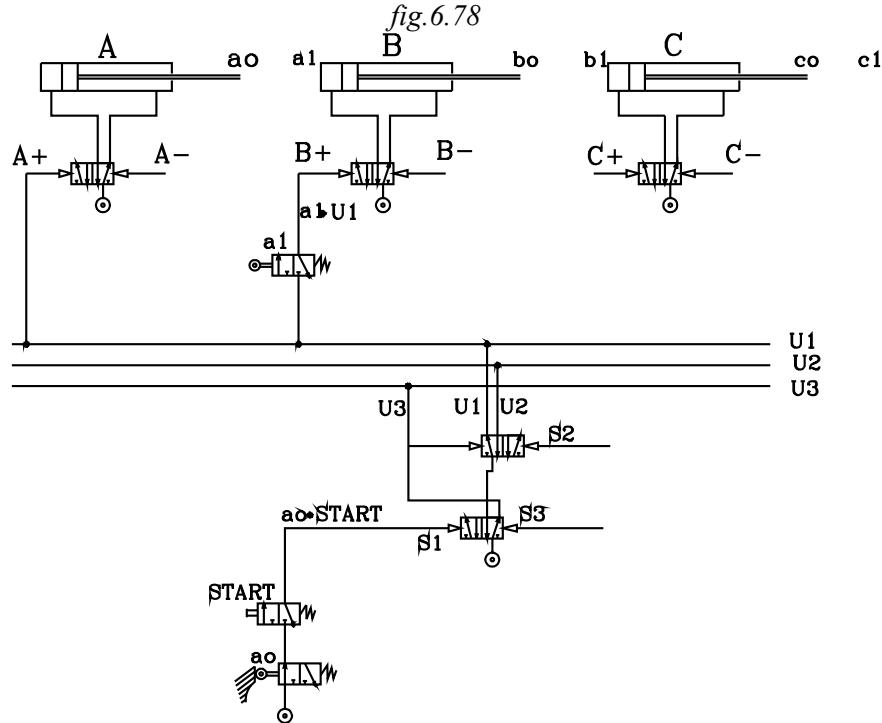 fig.6.78
A B C
ao a1 bo b1 co c1
A+ A- B+ B- C+ C-
a1•U1
a1
U1
U2
U3
U3 U1 U2
S2
ao•START S3
S1
START
ao